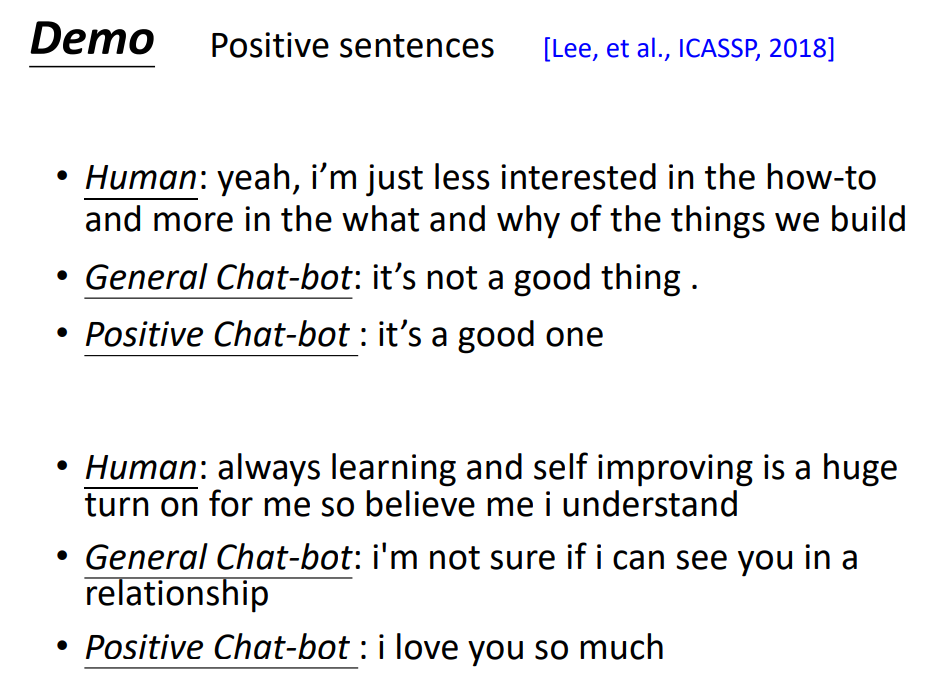 Demo Positive sentences [Lee, et al., ICASSP, 2018]
• Human: yeah, i’m just less interested in the how-to
and more in the what and why of the things we build
• General Chat-bot: it’s not a good thing .
• Positive Chat-bot : it’s a good one
• Human: always learning and self improving is a huge
turn on for me so believe me i understand
• General Chat-bot: i'm not sure if i can see you in a
relationship
• Positive Chat-bot : i love you so much